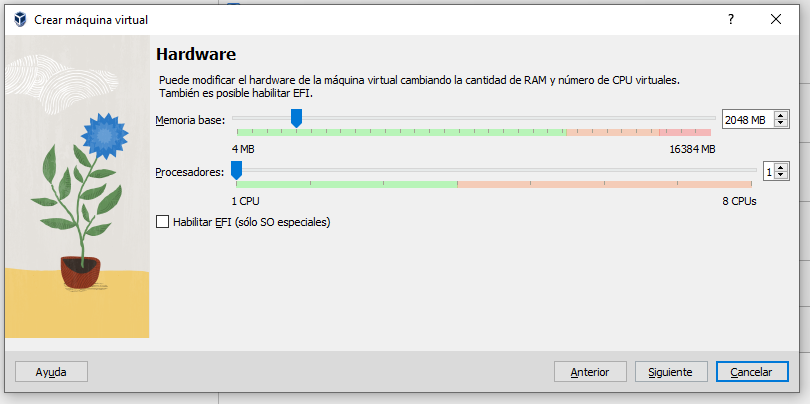 Crear máquina virtual
Hardware
Puede modificar el hardware de la máquina virtual cambiando la cantidad de RAM y número de CPU virtuales.
También es posible habilitar EFI.
Memoria base:
2048 MB
4 MB
16384 MB
Procesadores:
1
1 CPU
8 CPUs
Habilitar EFI (sólo SO especiales)
Ayuda
Anterior
Siguiente
Cancelar